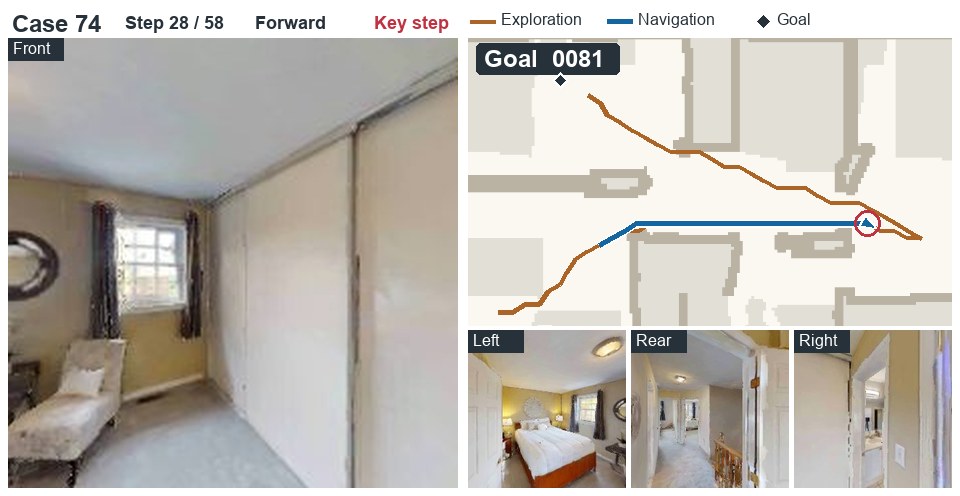 Case 74
Step 28 / 58
Forward
Key step
Exploration
Navigation
Goal
Front
Goal 0081
Left
Rear
Right